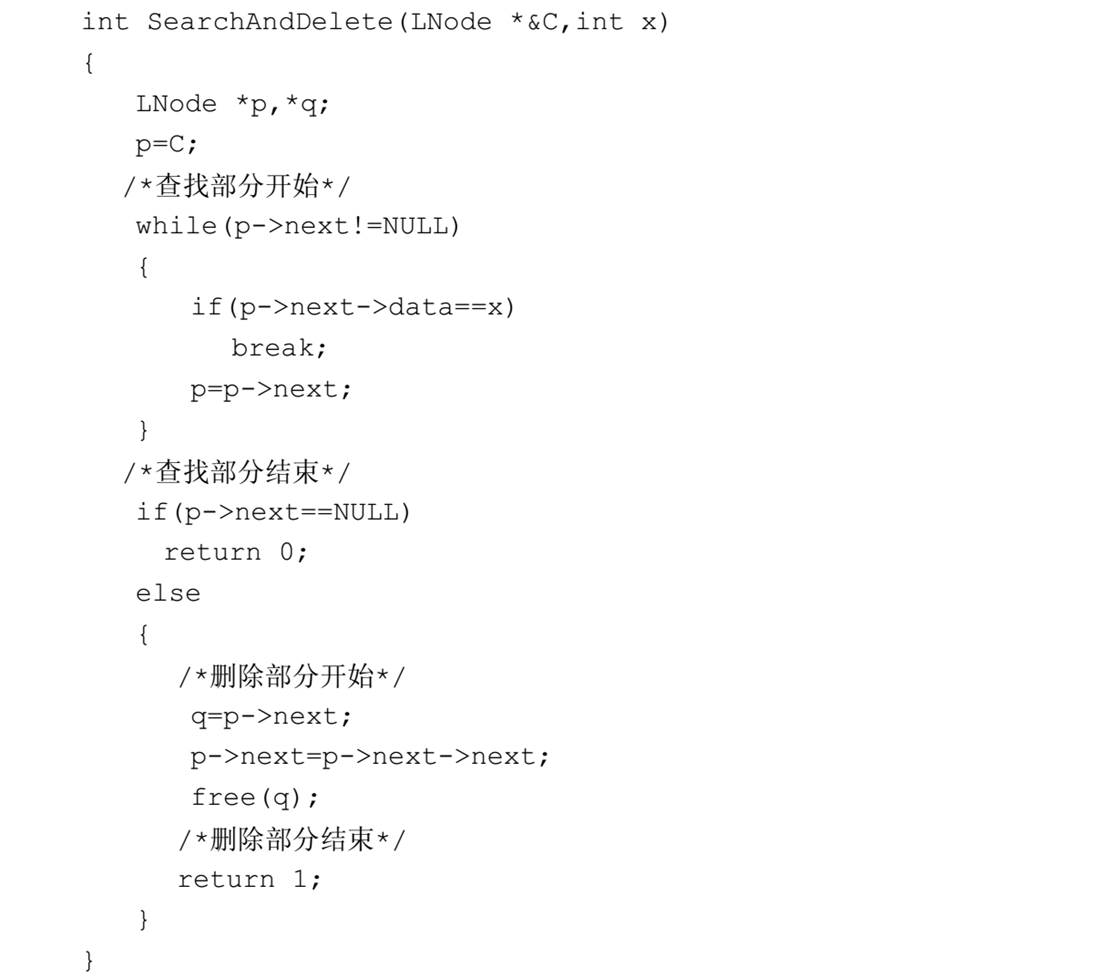 int SearchAndDelete(LNode *&C,int x)
{
LNode *p,*q;
p=C;
/*查找部分开始*/
while(p->next!=NULL)
{
if(p->next->data==x)
break;
p=p->next;
}
/*查找部分结束*/
if(p->next==NULL)
return 0;
else
{
/*删除部分开始*/
q=p->next;
p->next=p->next->next;
free(q);
/*删除部分结束*/
return 1;
}
}